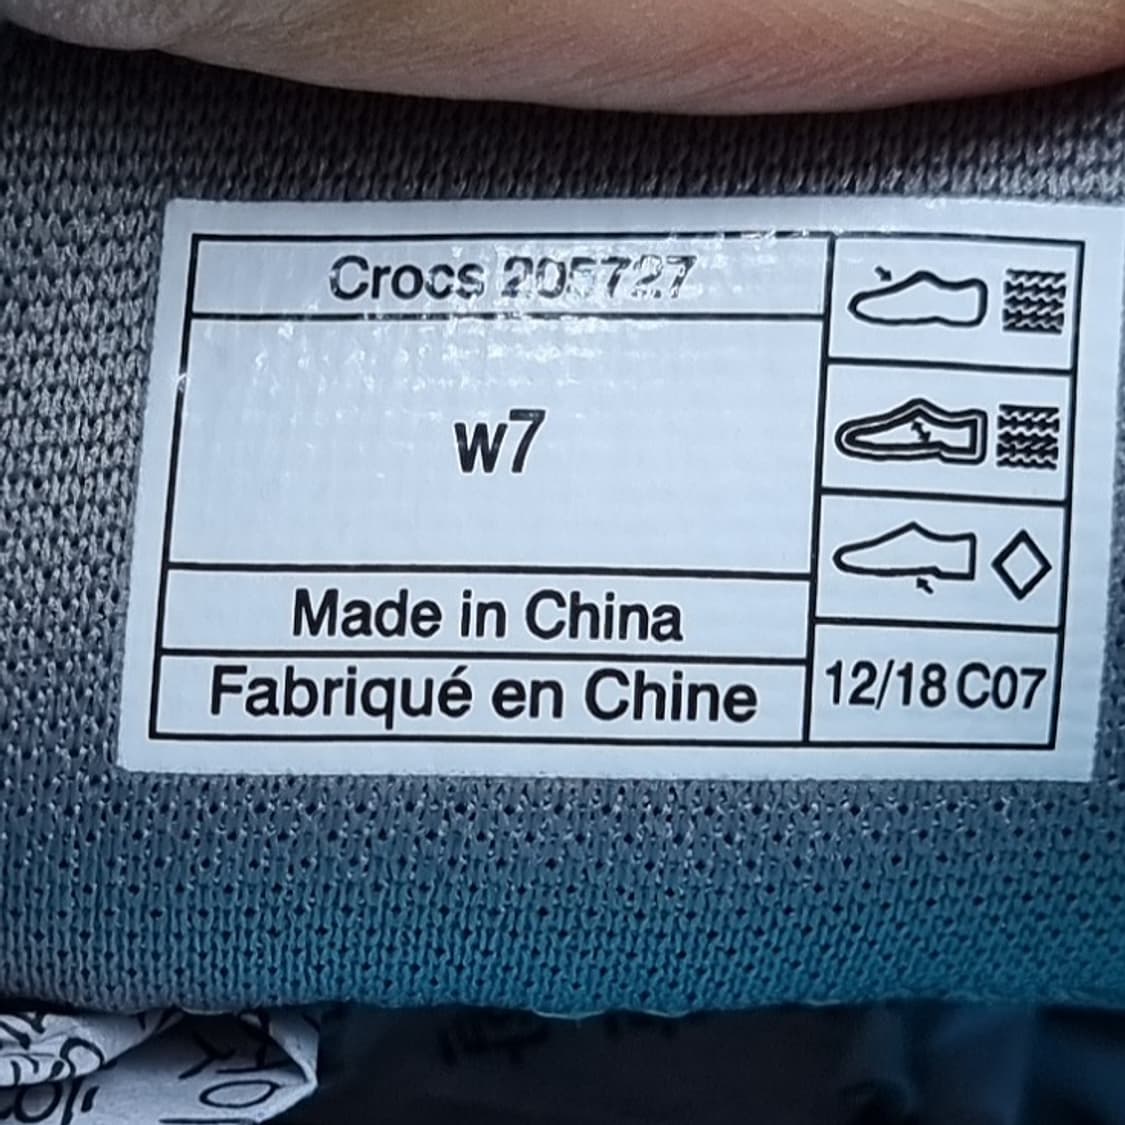 Crocs 205727
w7
Made in China
Fabriqué en Chine
12/18 C07